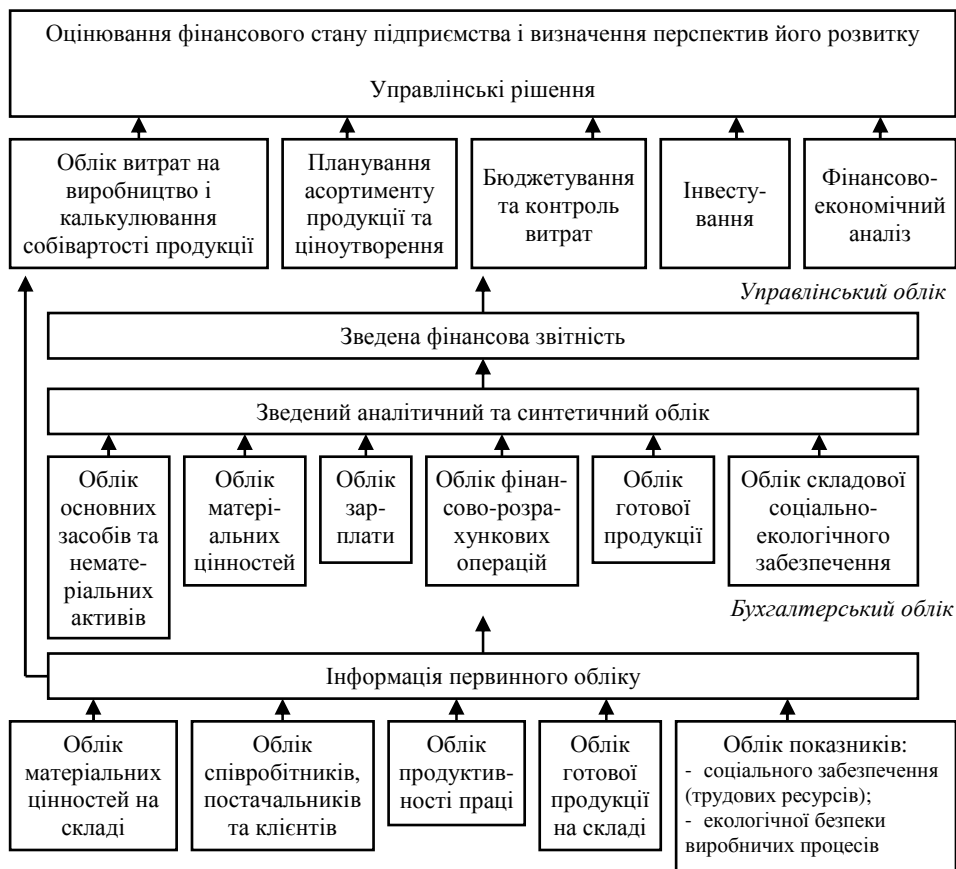 Оцінювання фінансового стану підприємства і визначення перспектив його розвитку
Управлінські рішення
Облік витрат на
виробництво і
калькулювання
собівартості продукції
Планування
асортименту
продукції та
ціноутворення
Бюджетування
та контроль
витрат
Інвесту-
вання
Фінансово-
економічний
аналіз
Управлінський облік
Зведена фінансова звітність
Зведений аналітичний та синтетичний облік
Облік
основних
засобів та
немате-
ріальних
активів
Облік
матері-
альних
цінностей
Облік
зар-
плати
Облік фінан-
сово-розра-
хункових
операцій
Облік
готової
продукції
Облік складової
соціально-
екологічного
забезпечення
Бухгалтерський облік
Інформація первинного обліку
Облік
матеріальних
цінностей на
складі
Облік
співробітників,
постачальників
та клієнтів
Облік
продуктив-
ності праці
Облік
готової
продукції
на складі
Облік показників:
- соціального забезпечення
(трудових ресурсів);
- екологічної безпеки
виробничих процесів